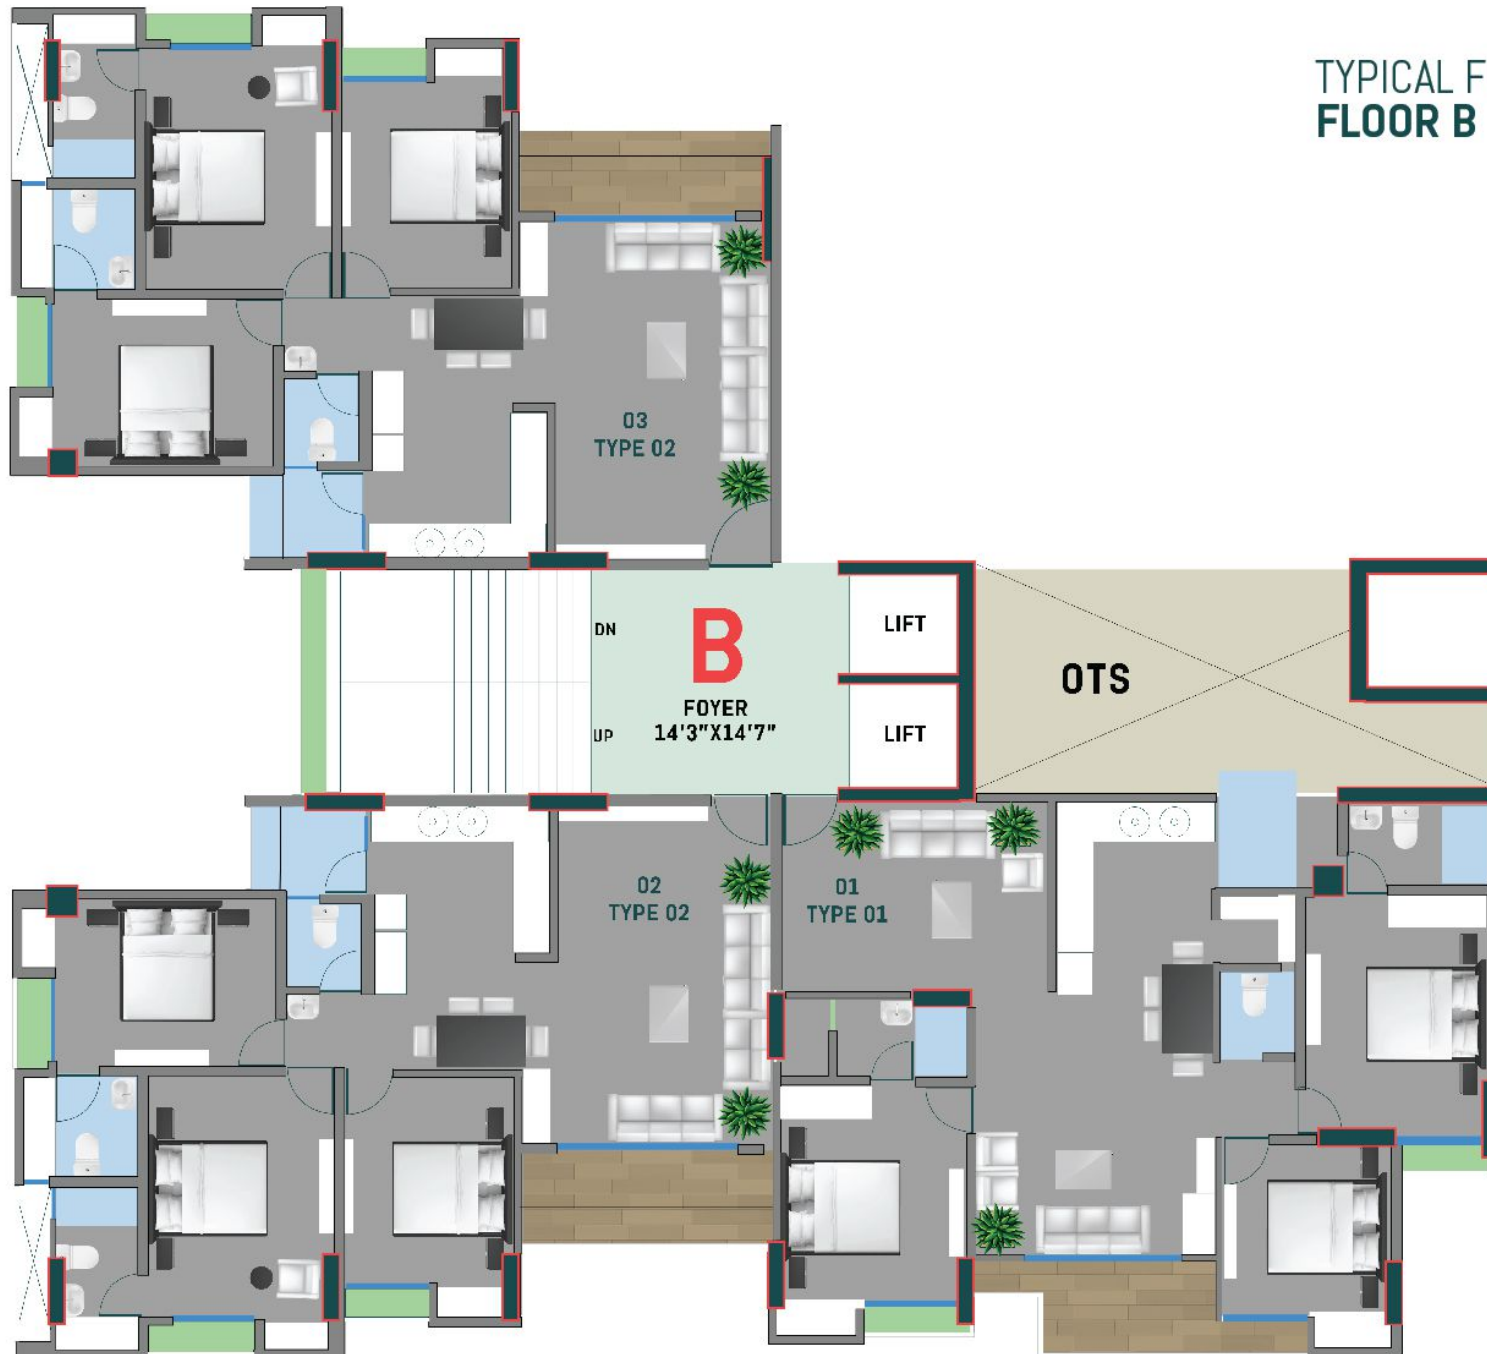 TYPICAL F
FLOOR B
03
TYPE 02
DN
B
LIFT
OTS
FOYER
14'3"X14'7"
UP
LIFT
02
TYPE 02
01
TYPE 01